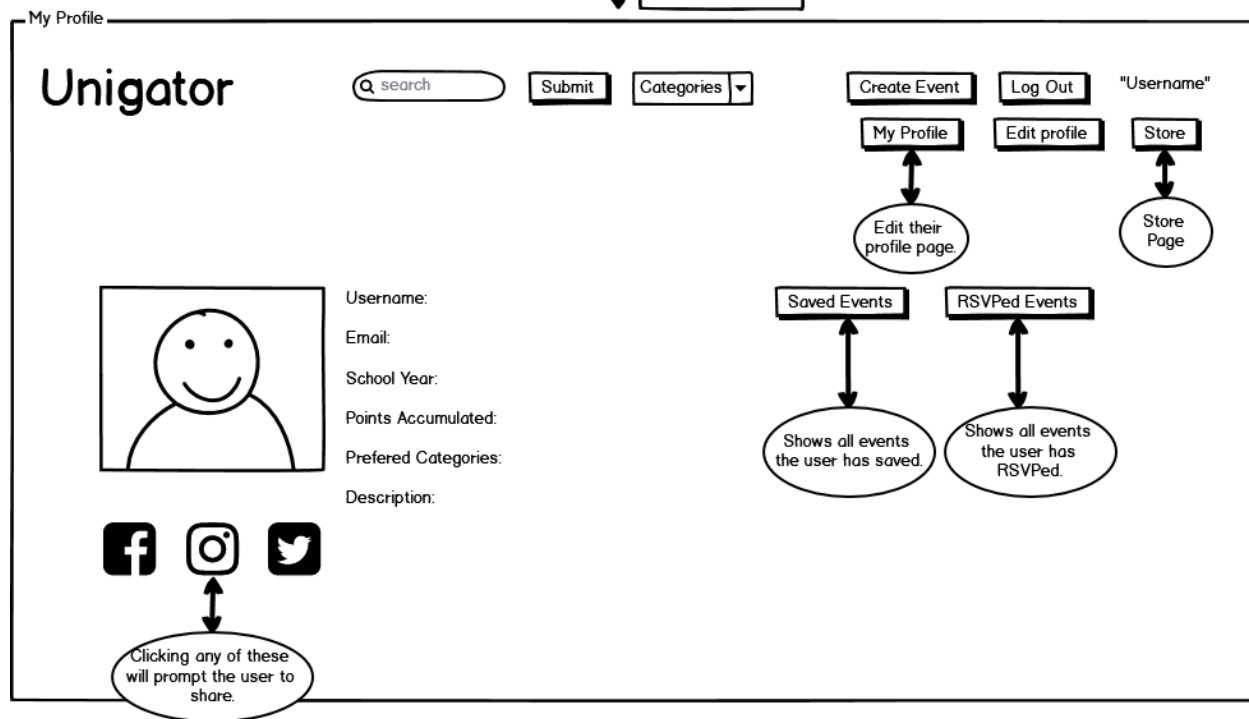 My Profile
Unigator
search
Submit
Categories
Create Event
Log Out
"Username"
My Profile
Edit profile
Store
Edit their
profile page.
Store
Page
Username:
Email:
School Year:
Points Accumulated:
Prefered Categories:
Description:
Saved Events
RSVPed Events
Shows all events
the user has saved.
Shows all events
the user has
RSVPed.
Clicking any of these
will prompt the user to
share.